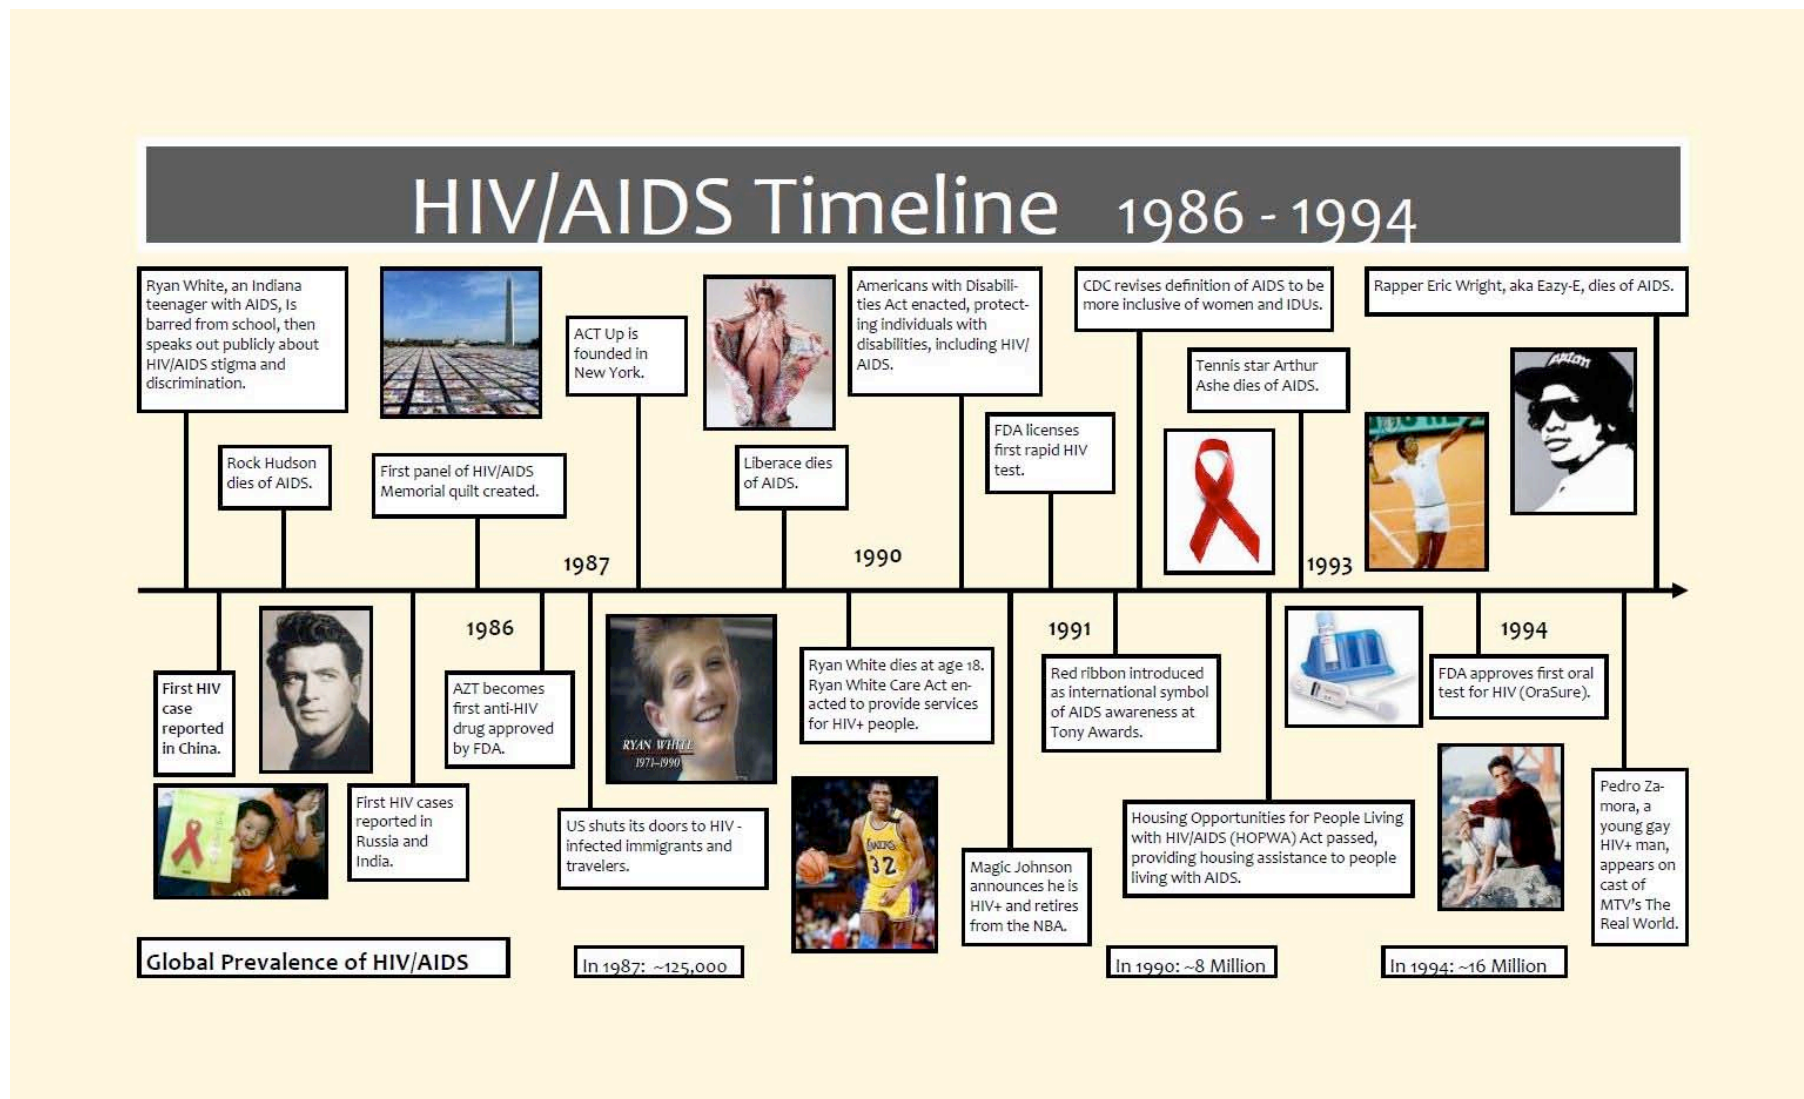 HIV/AIDS Timeline 1986 - 1994
Ryan White, an Indiana
teenager with AIDS, Is
barred from school, then
speaks out publicly about
HIV/AIDS stigma and
discrimination.
Rock Hudson
dies of AIDS.
First panel of HIV/AIDS
Memorial quilt created.
ACT Up is
founded in
New York.
Liberace dies
of AIDS.
Americans with Disabili-
ties Act enacted, protect-
ing individuals with
disabilities, including HIV/
AIDS.
FDA licenses
first rapid HIV
test.
CDC revises definition of AIDS to be
more inclusive of women and IDUs.
Tennis star Arthur
Ashe dies of AIDS.
Rapper Eric Wright, aka Eazy-E, dies of AIDS.
1987
1990
1993
1986
1991
1994
First HIV
case
reported
in China.
First HIV cases
reported in
Russia and
India.
AZT becomes
first anti-HIV
drug approved
by FDA.
US shuts its doors to HIV -
infected immigrants and
travelers.
RYAN WHITE
1971–1990
Ryan White dies at age 18.
Ryan White Care Act en-
acted to provide services
for HIV+ people.
LAKERS
32
Magic Johnson
announces he is
HIV+ and retires
from the NBA.
Red ribbon introduced
as international symbol
of AIDS awareness at
Tony Awards.
Housing Opportunities for People Living
with HIV/AIDS (HOPWA) Act passed,
providing housing assistance to people
living with AIDS.
FDA approves first oral
test for HIV (OraSure).
Pedro Za-
mora, a
young gay
HIV+ man,
appears on
cast of
MTV's The
Real World.
Global Prevalence of HIV/AIDS
In 1987: ~125,000
In 1990: ~8 Million
In 1994: ~16 Million